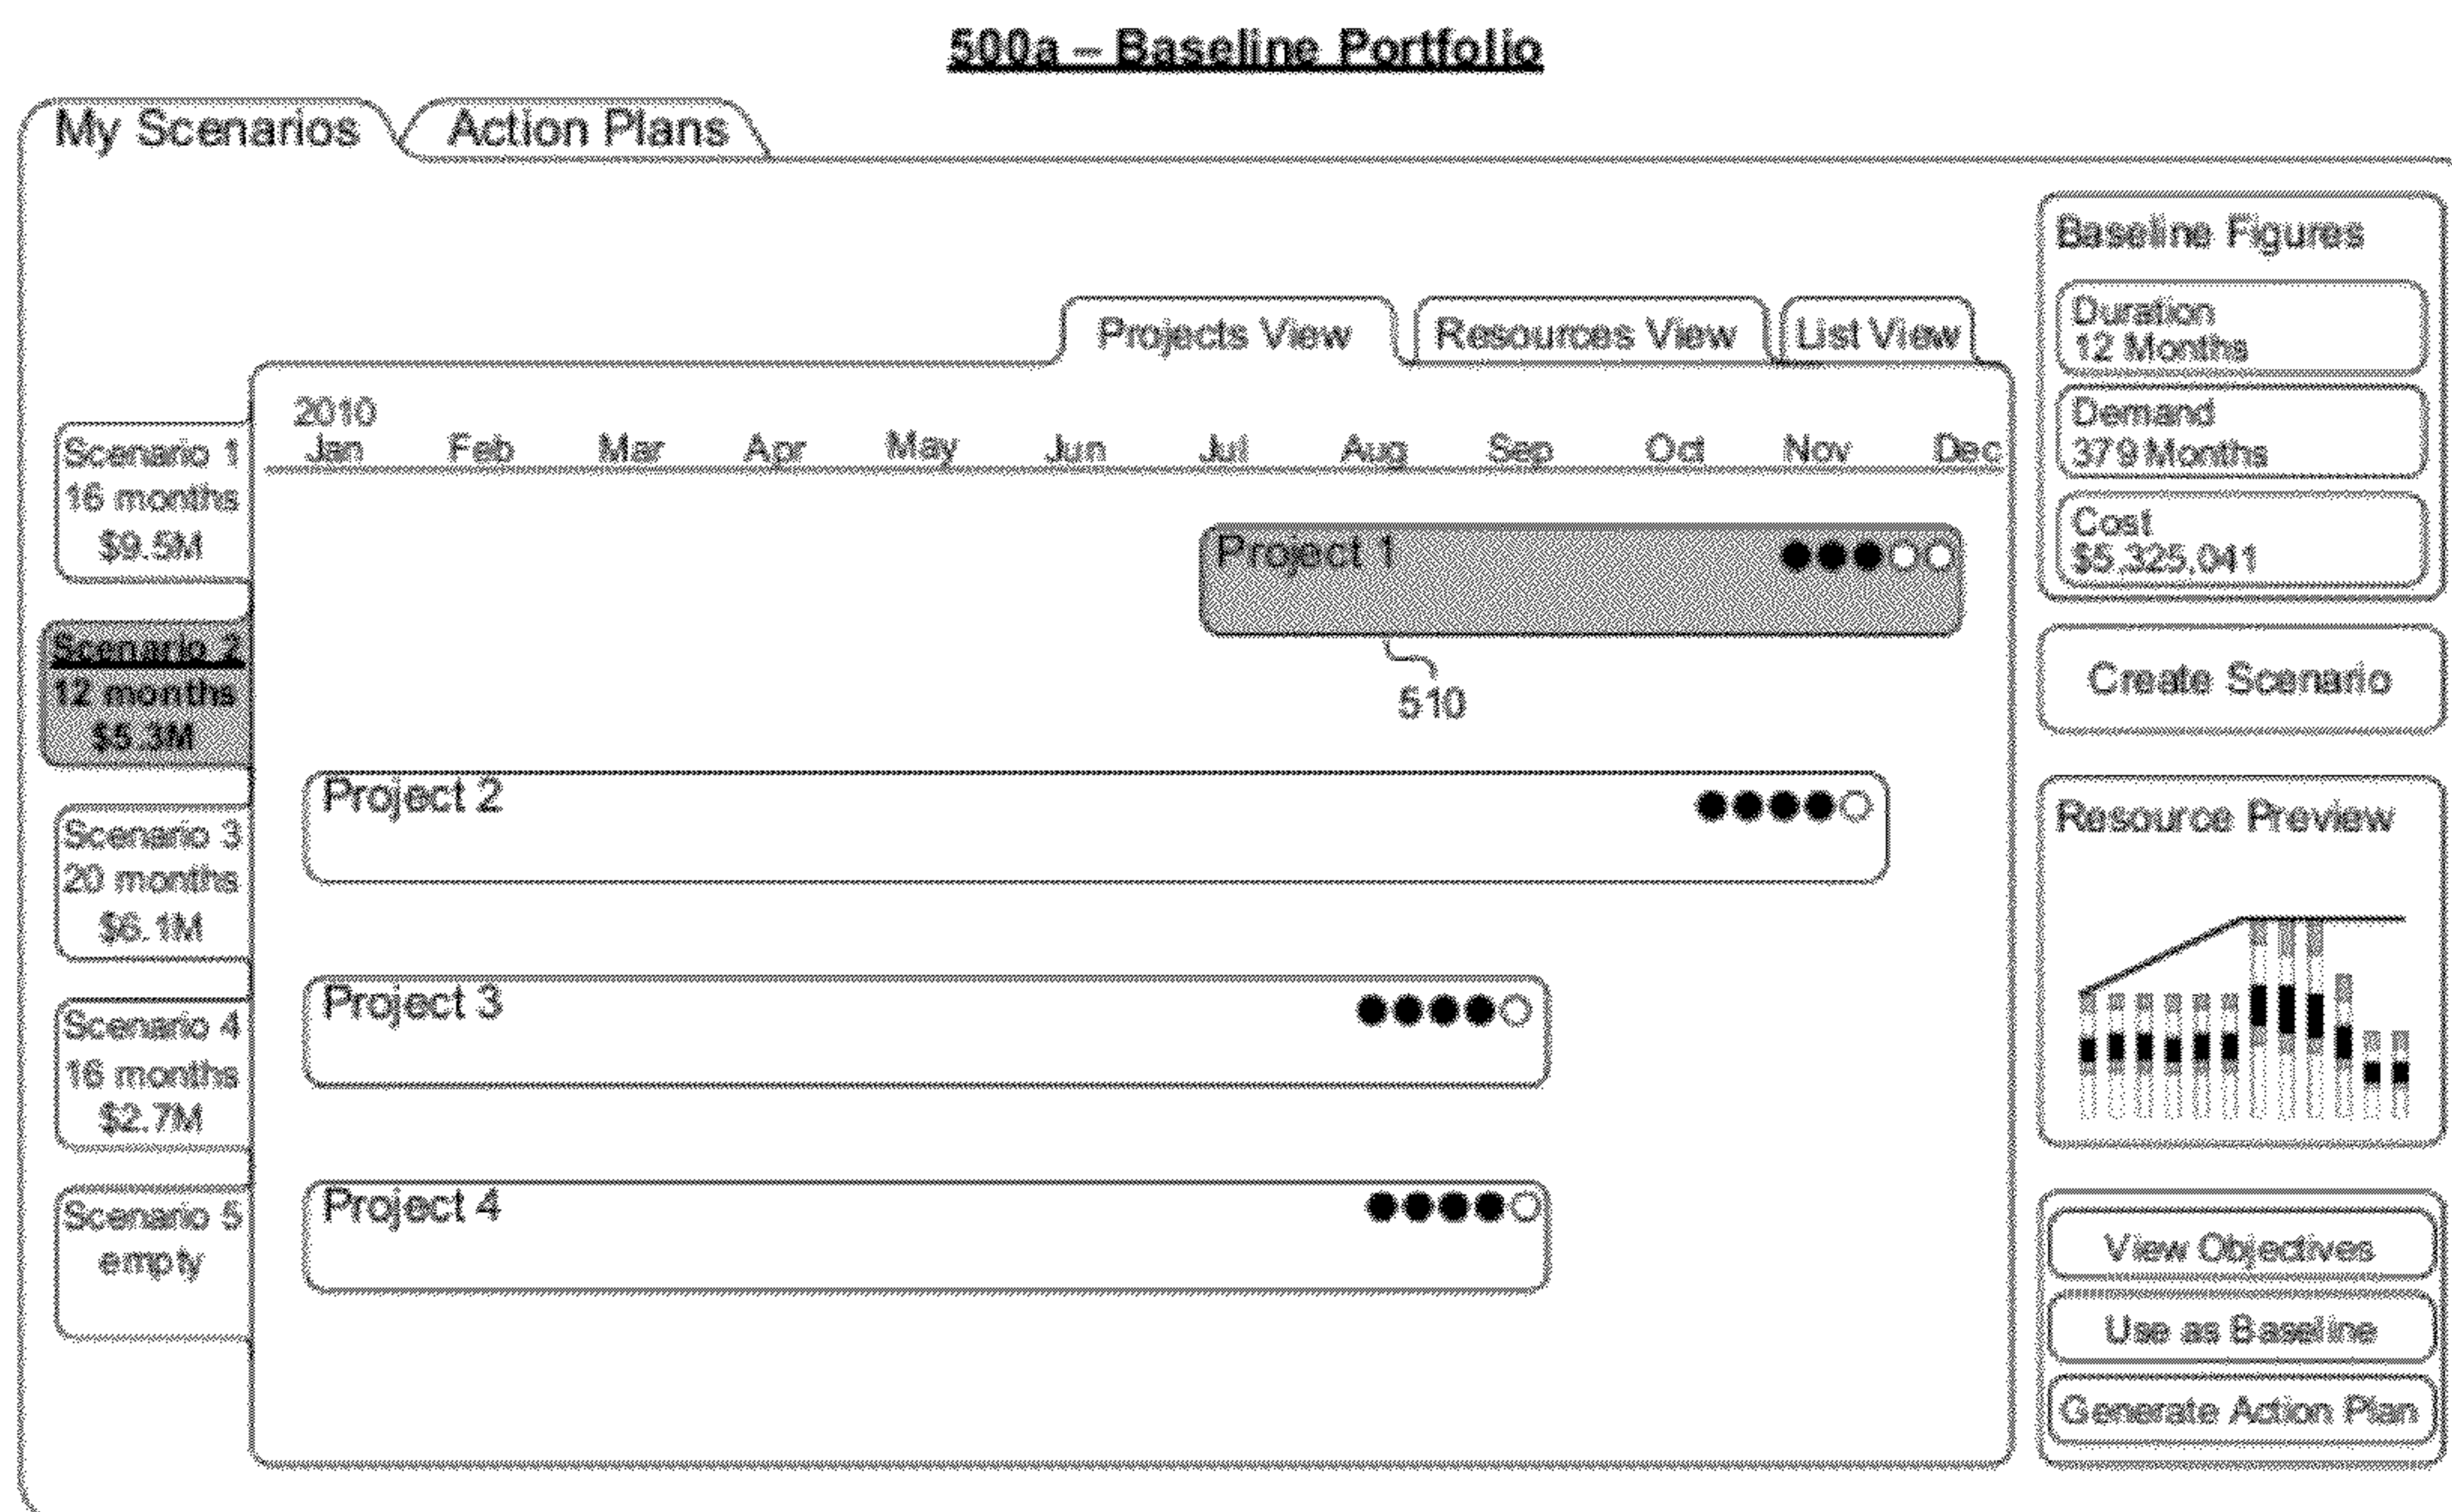 500a – Baseline Portfolio
My Scenarios
Action Plans
Projects View
Resources View
List View
2010
Jan Feb Mar Apr May Jun Jul Aug Sep Oct Nov Dec
Scenario 1
16 months
$9.5M
Scenario 2
12 months
$5.3M
Scenario 3
20 months
$6.1M
Scenario 4
16 months
$2.7M
Scenario 5
empty
Project 1
510
Project 2
Project 3
Project 4
Baseline Figures
Duration
12 Months
Demand
379 Months
Cost
$5,325,041
Create Scenario
Resource Preview
View Objectives
Use as Baseline
Generate Action Plan